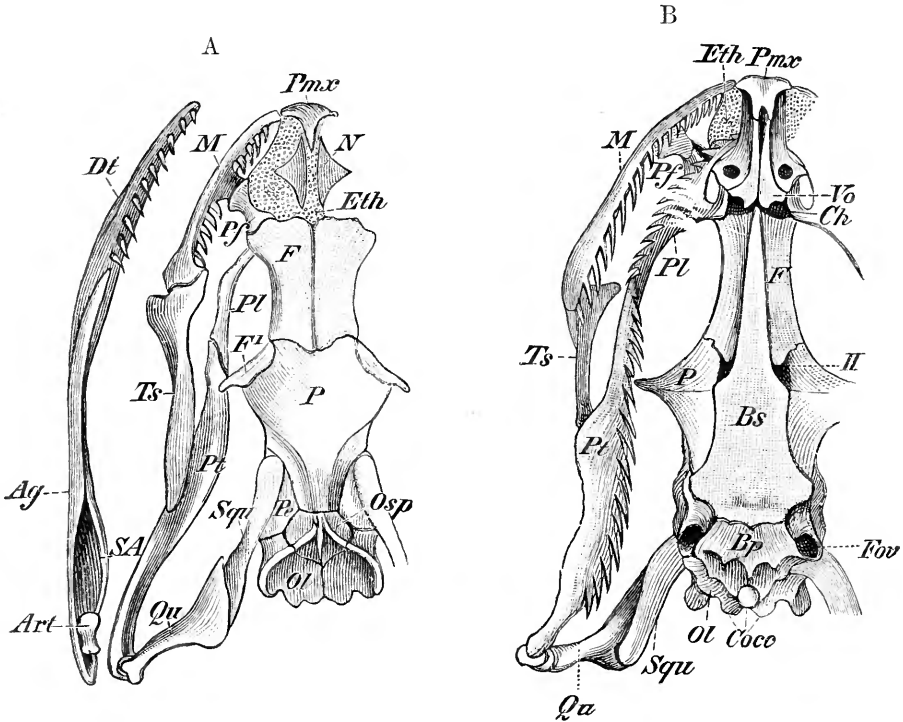 A
Pmx
M
N
Dt
Eth
Pf
F
Pl
F¹
P
Ts
Pt
Ag
Squ
Pe
Osp
SA
Ol
Art
Qu
B
Eth Pmx
M
Pf
Vo
Ch
Pl
F
Ts
P
II
Bs
Pt
Bp
Fov
Ol
Coco
Squ
Qu